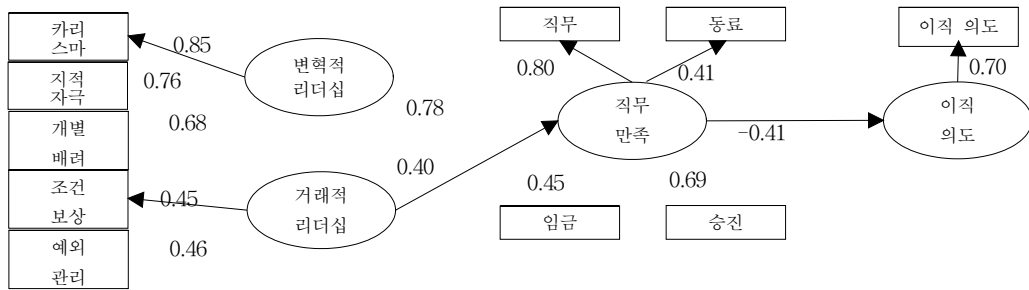 카리
스마
지적
자극
개별
배려
조건
보상
예외
관리
0.85
0.76
0.68
0.45
0.46
변혁적
리더십
거래적
리더십
0.78
0.40
직무
동료
0.80
0.41
직무
만족
0.45
0.69
임금
승진
-0.41
이직 의도
0.70
이직
의도